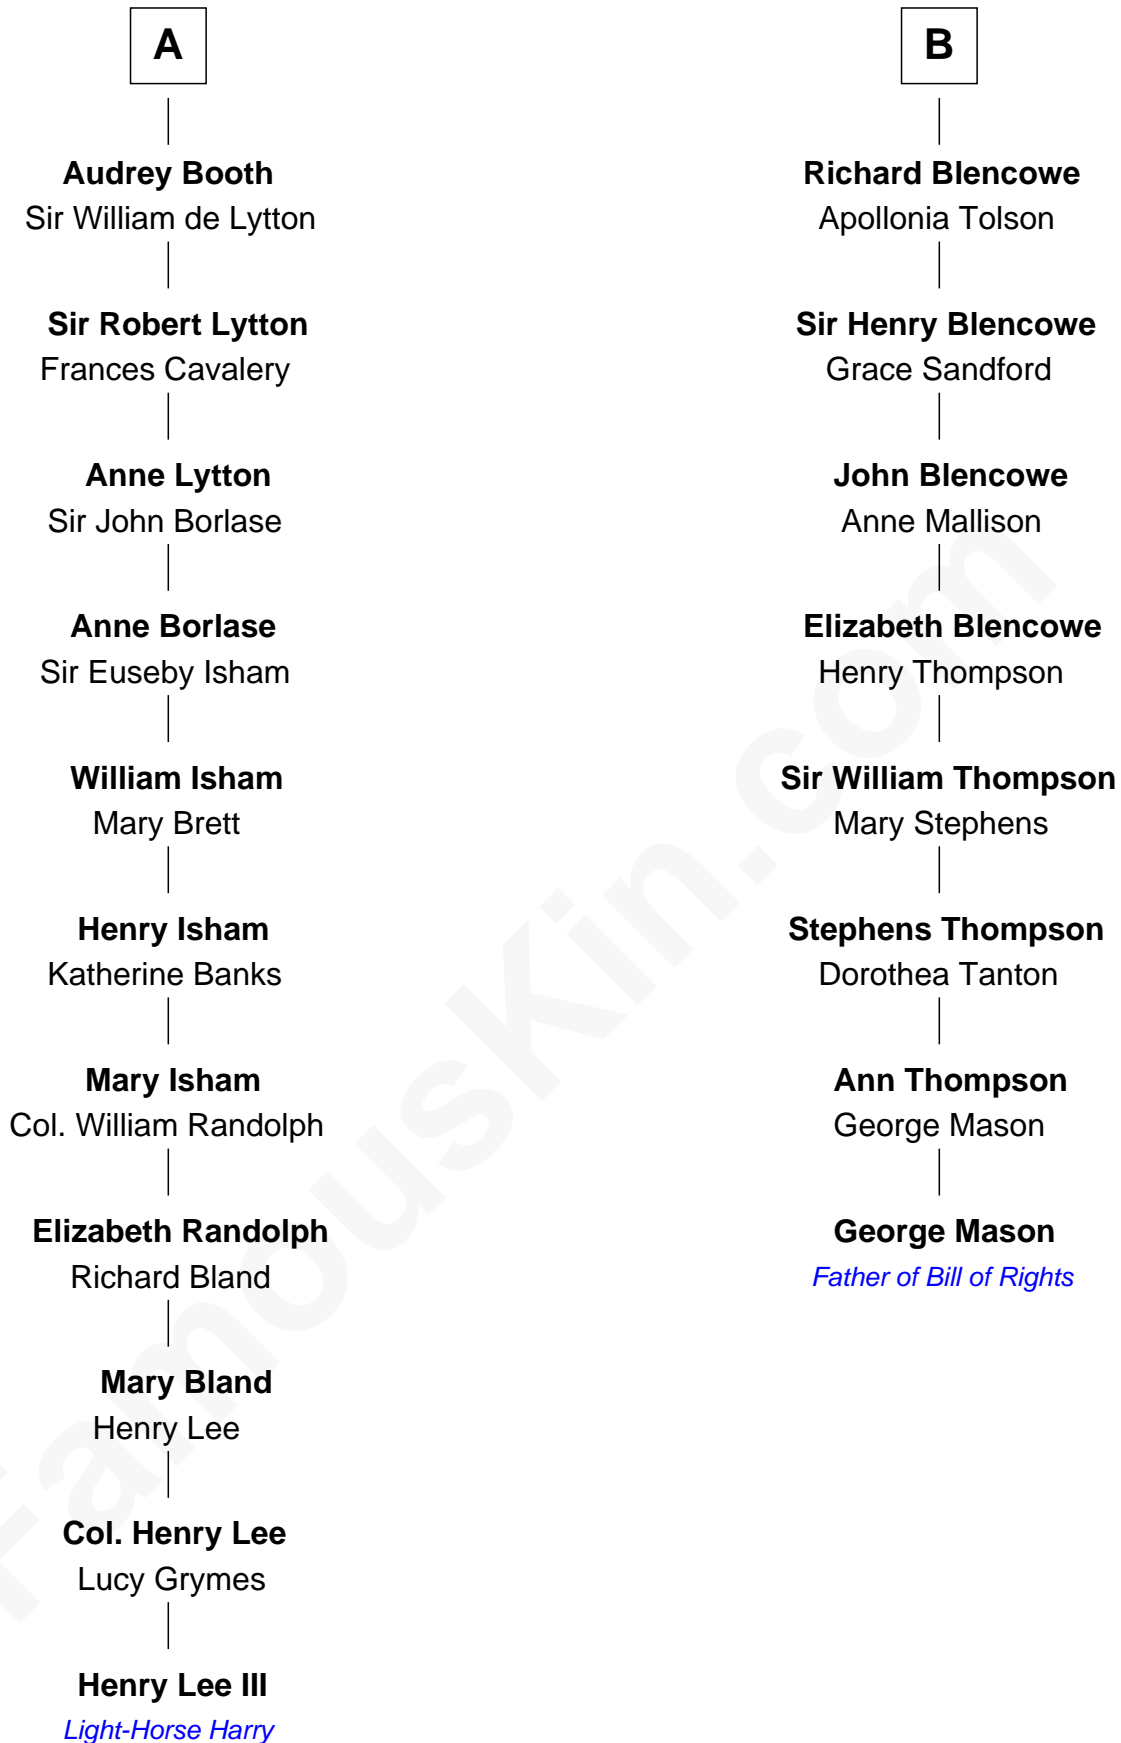 A
Audrey Booth
Sir William de Lytton
Sir Robert Lytton
Frances Cavalery
Anne Lytton
Sir John Borlase
Anne Borlase
Sir Euseby Isham
William Isham
Mary Brett
Henry Isham
Katherine Banks
Mary Isham
Col. William Randolph
Elizabeth Randolph
Richard Bland
Mary Bland
Henry Lee
Col. Henry Lee
Lucy Grymes
Henry Lee III
Light-Horse Harry
B
Richard Blencowe
Apollonia Tolson
Sir Henry Blencowe
Grace Sandford
John Blencowe
Anne Mallison
Elizabeth Blencowe
Henry Thompson
Sir William Thompson
Mary Stephens
Stephens Thompson
Dorothea Tanton
Ann Thompson
George Mason
George Mason
Father of Bill of Rights
FamousKin.com